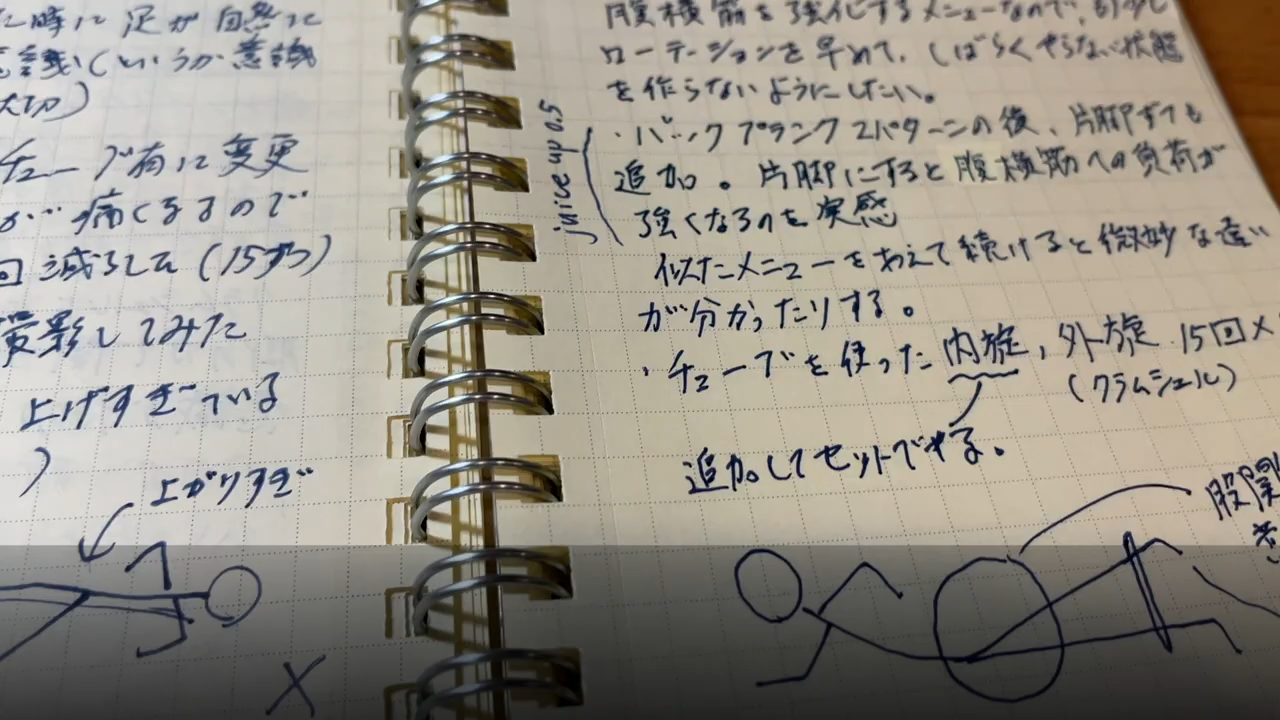 た時に足が自然に
意識(というか意識
大切)
チューブ有に変更
が痛くなるので
回減らした(15ずつ)
撮影してみた
上げすぎている
)
上がりすぎ
×
juice up 0.5
腹横筋を強化するメニューなので、もう少し
ローテーションを早めて、しばらくやらない状態
を作らないようにしたい。
・バックプランク2パターンの後、片脚ずつも
追加。片脚にすると腹横筋への負荷が
強くなるのを実感
似たメニューをあえて続けると微妙な違い
が分かったりする。
・チューブを使った内旋,外旋 15回×
(クラムシェル)
追加してセットでやる。
股関